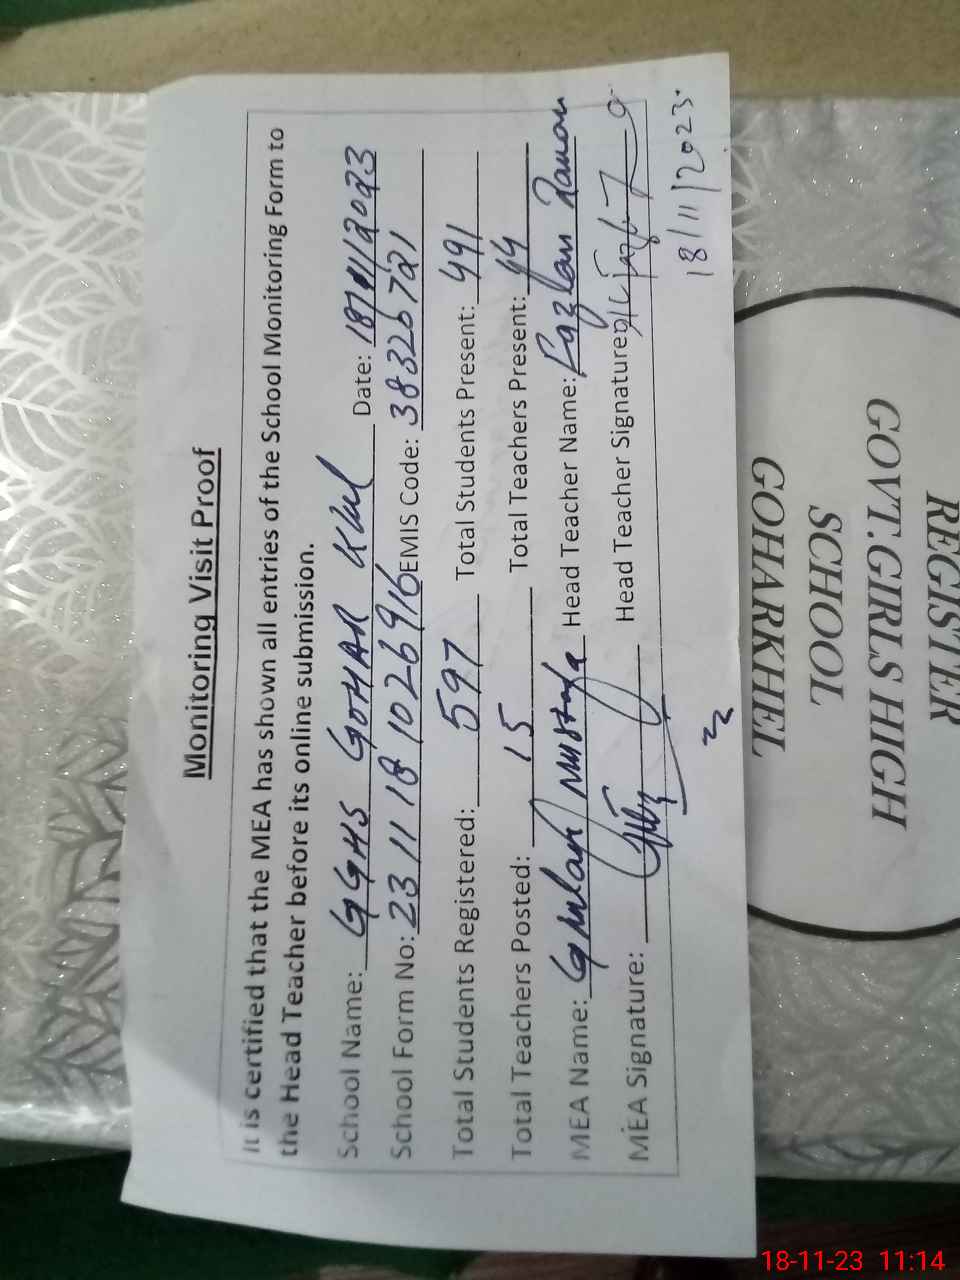 Monitoring Visit Proof
It is certified that the MEA has shown all entries of the School Monitoring Form to
the Head Teacher before its online submission.
School Name: GGHS GOHAR Khel Date: 18/11/2023
School Form No: 23 11 18 1026916 EMIS Code: 38326721
Total Students Registered: 597 Total Students Present: 491
Total Teachers Posted: 15 Total Teachers Present: 14
MEA Name: Ghulam Mustafa Head Teacher Name: Fazlan
MEA Signature: Head Teacher Signature:
18/11/2023
REGISTER
GOVT.GIRLS HIGH
SCHOOL
GOHARKHEL
18-11-23 11:14